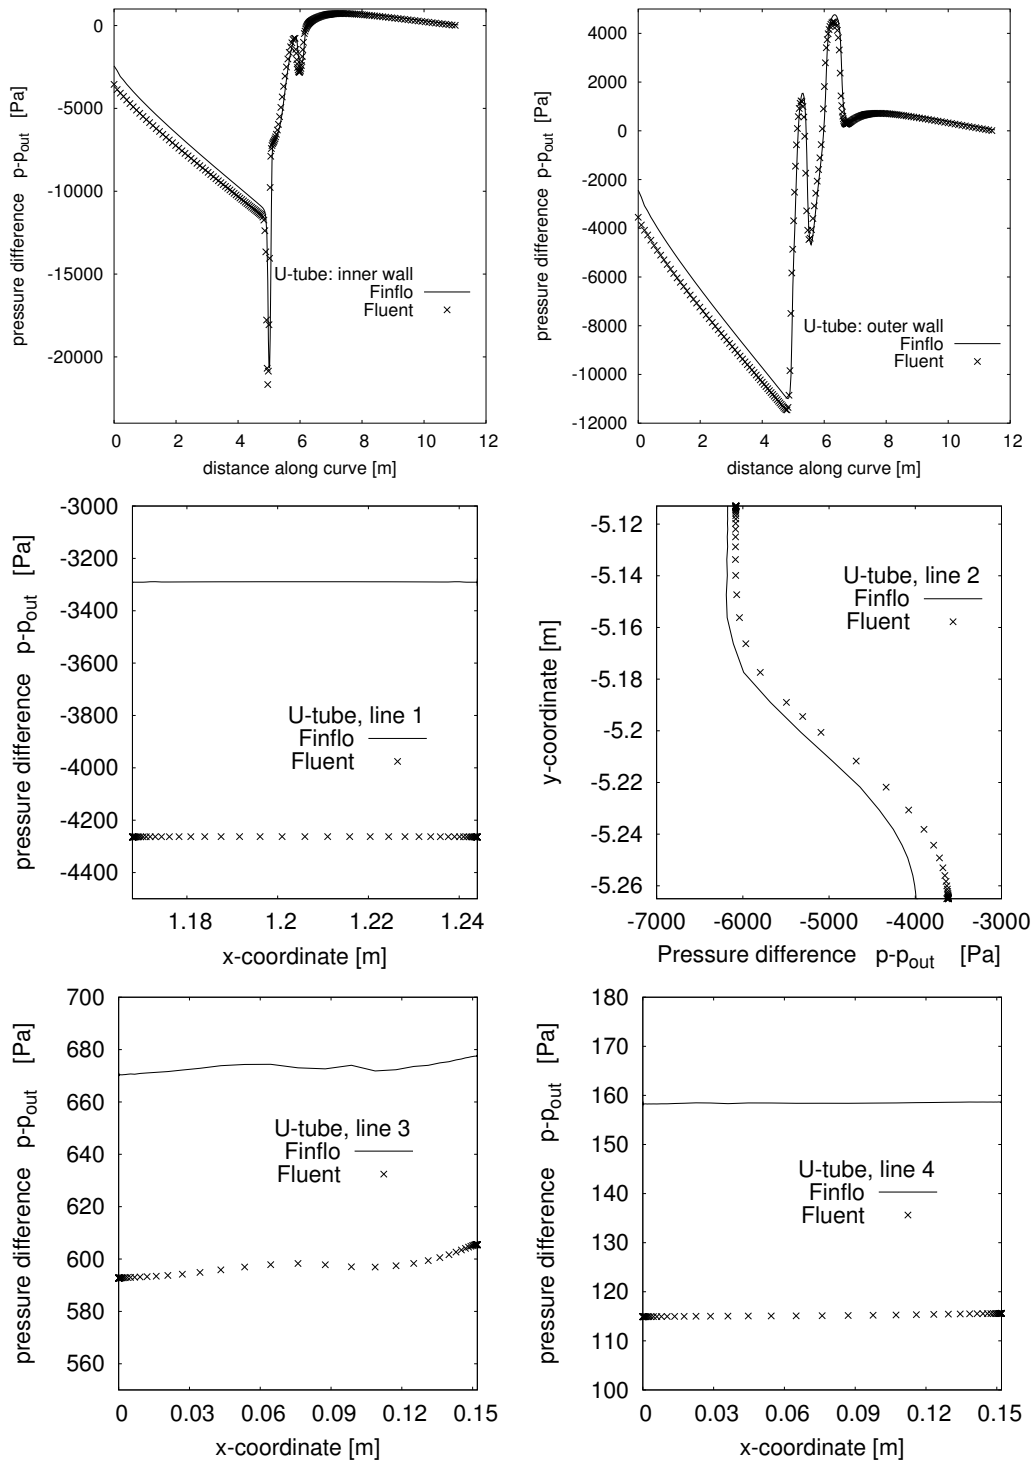 0
-5000
-10000
-15000
-20000
0 2 4 6 8 10 12
pressure difference p-pout [Pa]
distance along curve [m]
U-tube: inner wall
Finflo
Fluent
4000
2000
0
-2000
-4000
-6000
-8000
-10000
-12000
0 2 4 6 8 10 12
pressure difference p-pout [Pa]
distance along curve [m]
U-tube: outer wall
Finflo
Fluent
-3000
-3200
-3400
-3600
-3800
-4000
-4200
-4400
1.18 1.2 1.22 1.24
pressure difference p-pout [Pa]
x-coordinate [m]
U-tube, line 1
Finflo
Fluent
-5.12
-5.14
-5.16
-5.18
-5.2
-5.22
-5.24
-5.26
-7000 -6000 -5000 -4000 -3000
y-coordinate [m]
Pressure difference p-pout [Pa]
U-tube, line 2
Finflo
Fluent
700
680
660
640
620
600
580
560
0 0.03 0.06 0.09 0.12 0.15
pressure difference p-pout [Pa]
x-coordinate [m]
U-tube, line 3
Finflo
Fluent
180
170
160
150
140
130
120
110
100
0 0.03 0.06 0.09 0.12 0.15
pressure difference p-pout [Pa]
x-coordinate [m]
U-tube, line 4
Finflo
Fluent